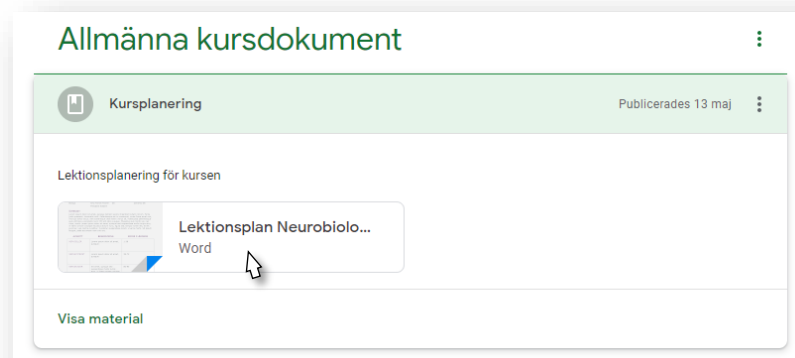 Allmänna kursdokument
Kursplanering
Publicerades 13 maj
Lektionsplanering för kursen
Lektionsplan Neurobiolo...
Word
Visa material